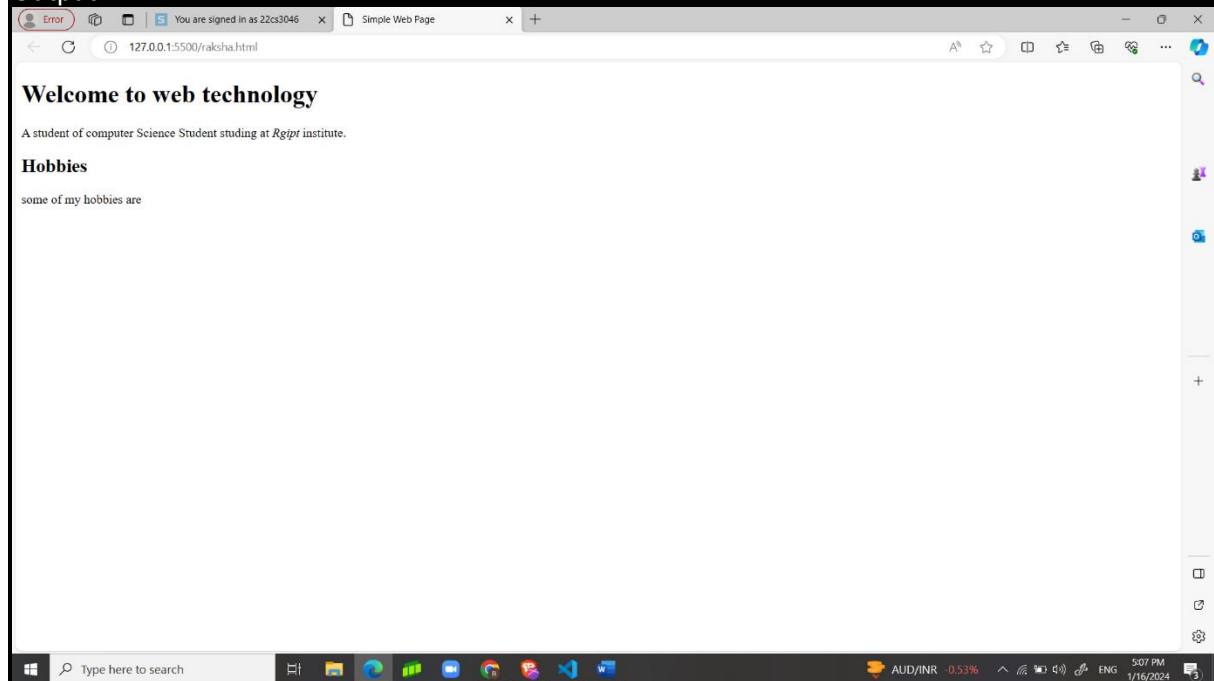 Error
You are signed in as 22cs3046
Simple Web Page
127.0.0.1:5500/raksha.html
Welcome to web technology
A student of computer Science Student studing at Rgipt institute.
Hobbies
some of my hobbies are
Type here to search
AUD/INR -0.53%
ENG
5:07 PM
1/16/2024